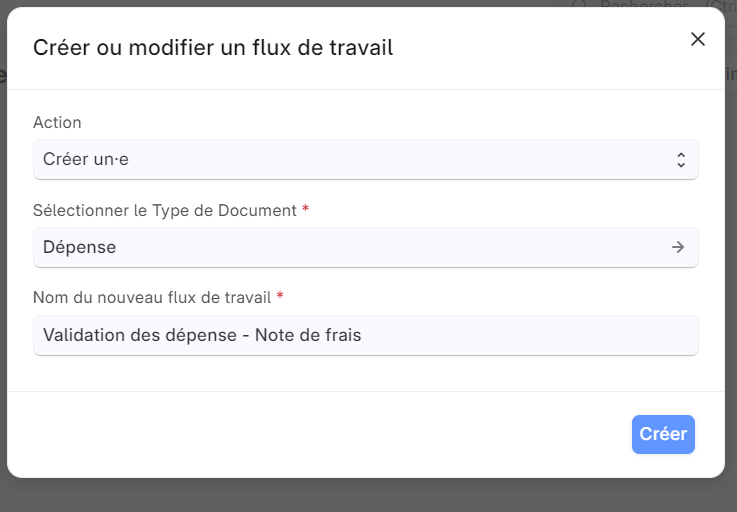 Rechercher
Créer ou modifier un flux de travail
Action
Créer un·e
Sélectionner le Type de Document *
Dépense
Nom du nouveau flux de travail *
Validation des dépense - Note de frais
Créer